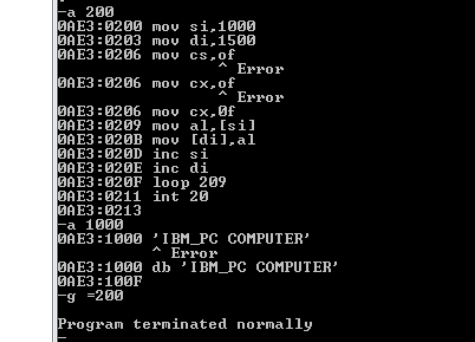 -a 200
0AE3:0200 mov si,1000
0AE3:0203 mov di,1500
0AE3:0206 mov cs,of
^ Error
0AE3:0206 mov cx,of
^ Error
0AE3:0206 mov cx,0f
0AE3:0209 mov al,[si]
0AE3:020B mov [di],al
0AE3:020D inc si
0AE3:020E inc di
0AE3:020F loop 209
0AE3:0211 int 20
0AE3:0213
-a 1000
0AE3:1000 'IBM_PC COMPUTER'
^ Error
0AE3:1000 db 'IBM_PC COMPUTER'
0AE3:100F
-g =200
Program terminated normally
-